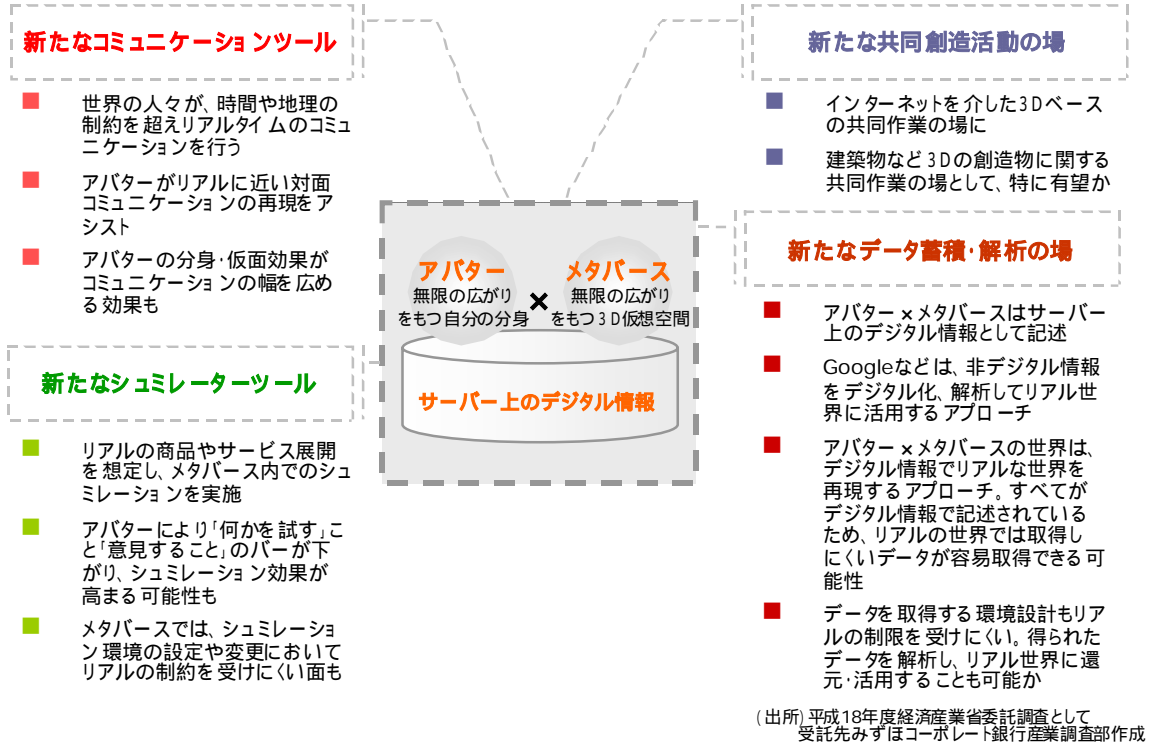 新たなコミュニケーションツール
世界の人々が、時間や地理の
制約を超えリアルタイムのコミュ
ニケーションを行う
アバターがリアルに近い対面
コミュニケーションの再現をア
シスト
アバターの分身・仮面効果が
コミュニケーションの幅を広め
る効果も
新たなシュミレーターツール
リアルの商品やサービス展開
を想定し、メタバース内でのシュ
ミレーションを実施
アバターにより「何かを試す」こ
と「意見すること」のバーが下
がり、シュミレーション効果が
高まる可能性も
メタバースでは、シュミレーショ
ン環境の設定や変更において
リアルの制約を受けにくい面も
アバター
無限の広がり
をもつ自分の分身
×
メタバース
無限の広がり
をもつ3D仮想空間
サーバー上のデジタル情報
新たな共同創造活動の場
インターネットを介した3Dベース
の共同作業の場に
建築物など3Dの創造物に関する
共同作業の場として、特に有望か
新たなデータ蓄積・解析の場
アバター×メタバースはサーバー
上のデジタル情報として記述
Googleなどは、非デジタル情報
をデジタル化、解析してリアル世
界に活用するアプローチ
アバター×メタバースの世界は、
デジタル情報でリアルな世界を
再現するアプローチ。すべてが
デジタル情報で記述されている
ため、リアルの世界では取得し
にくいデータが容易取得できる可
能性
データを取得する環境設計もリア
ルの制限を受けにくい。得られた
データを解析し、リアル世界に還
元・活用することも可能か
(出所)平成18年度経済産業省委託調査として
受託先みずほコーポレート銀行産業調査部作成